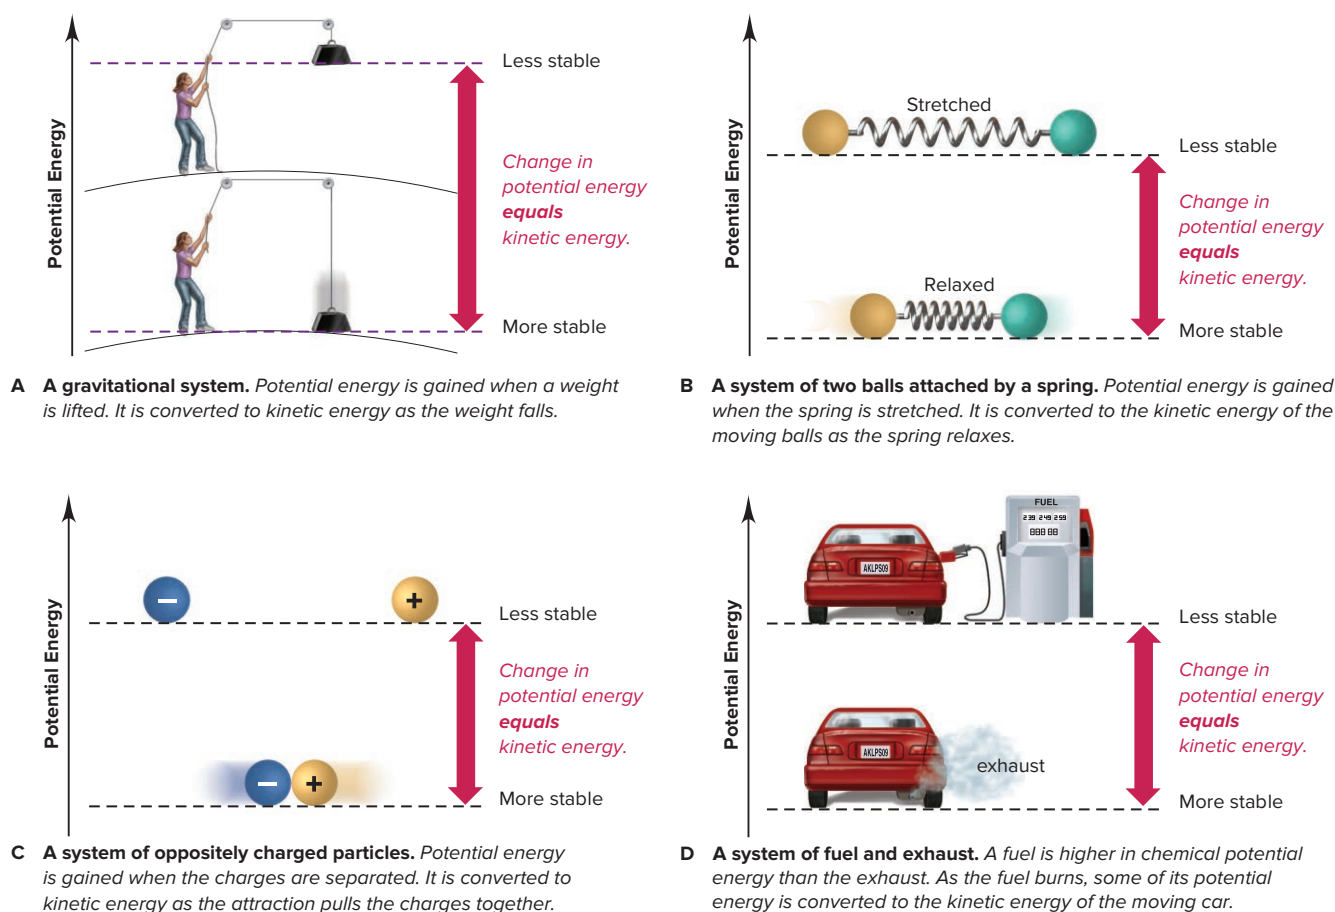 Potential Energy
Less stable
Change in
potential energy
equals
kinetic energy.
More stable
A A gravitational system. Potential energy is gained when a weight
is lifted. It is converted to kinetic energy as the weight falls.
Potential Energy
Stretched
Less stable
Change in
potential energy
equals
kinetic energy.
Relaxed
More stable
B A system of two balls attached by a spring. Potential energy is gained
when the spring is stretched. It is converted to the kinetic energy of the
moving balls as the spring relaxes.
Potential Energy
−
+
Less stable
Change in
potential energy
equals
kinetic energy.
−
+
More stable
C A system of oppositely charged particles. Potential energy
is gained when the charges are separated. It is converted to
kinetic energy as the attraction pulls the charges together.
Potential Energy
FUEL
239 249 259
888 88
AKLPS09
Less stable
Change in
potential energy
equals
kinetic energy.
AKLPS09
exhaust
More stable
D A system of fuel and exhaust. A fuel is higher in chemical potential
energy than the exhaust. As the fuel burns, some of its potential
energy is converted to the kinetic energy of the moving car.